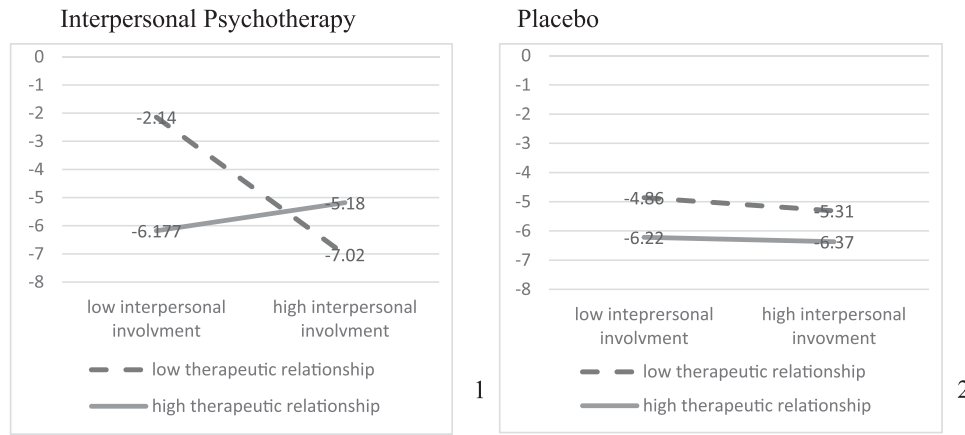 Interpersonal Psychotherapy
0
-1
-2
-3
-4
-5
-6
-7
-8
-2.14
-6.177
-5.18
-7.02
low interpersonal
involvment
high interpersonal
involvment
low therapeutic relationship
high therapeutic relationship
1
Placebo
0
-1
-2
-3
-4
-5
-6
-7
-8
-4.86
-5.31
-6.22
-6.37
low inteprersonal
involvment
high interpersonal
invovment
low therapeutic relationship
high therapeutic relationship
2